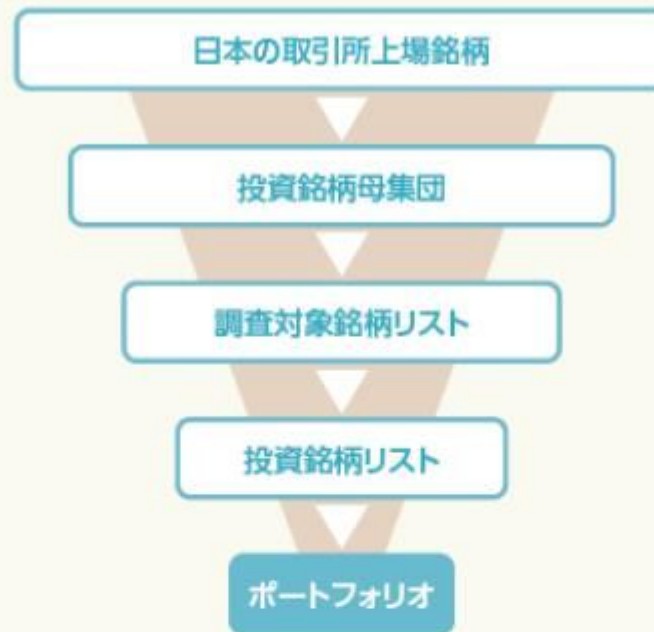 日本の取引所上場銘柄
投資銘柄母集団
調査対象銘柄リスト
投資銘柄リスト
ポートフォリオ